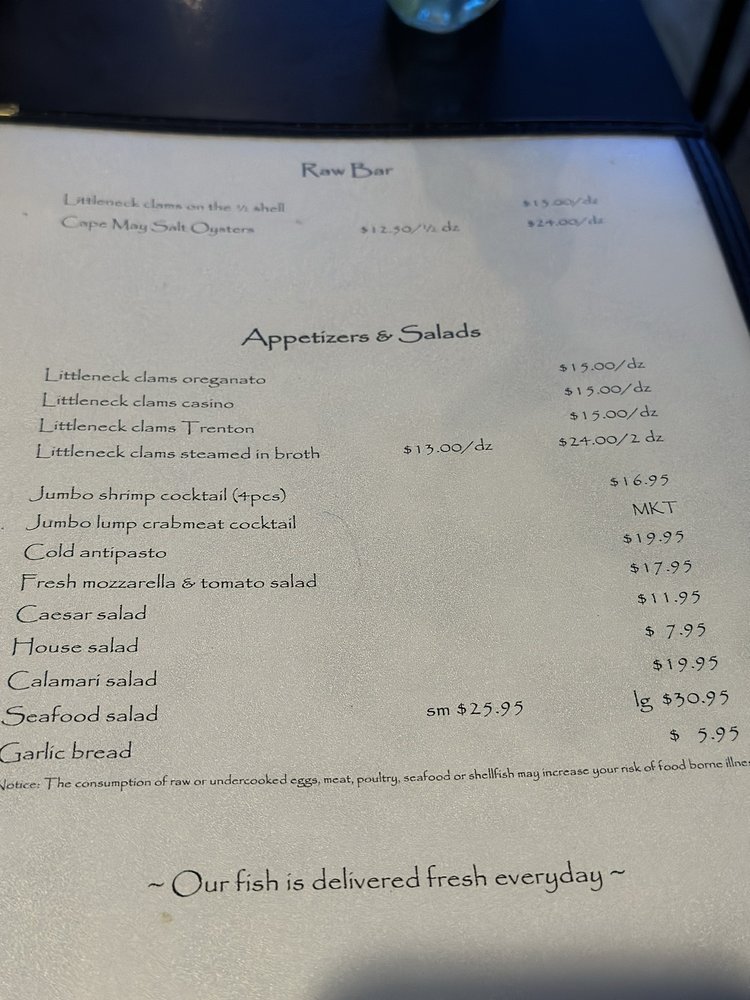 Raw Bar
Littleneck clams on the ½ shell $15.00/dz
Cape May Salt Oysters $12.50/½ dz $24.00/dz
Appetizers & Salads
Littleneck clams oreganato $15.00/dz
Littleneck clams casino $15.00/dz
Littleneck clams Trenton $15.00/dz
Littleneck clams steamed in broth $13.00/dz $24.00/2 dz
Jumbo shrimp cocktail (4pcs) $16.95
Jumbo lump crabmeat cocktail MKT
Cold antipasto $19.95
Fresh mozzarella & tomato salad $17.95
Caesar salad $11.95
House salad $ 7.95
Calamari salad $19.95
Seafood salad sm $25.95 lg $30.95
Garlic bread $ 5.95
Notice: The consumption of raw or undercooked eggs, meat, poultry, seafood or shellfish may increase your risk of food borne illnes
~ Our fish is delivered fresh everyday ~